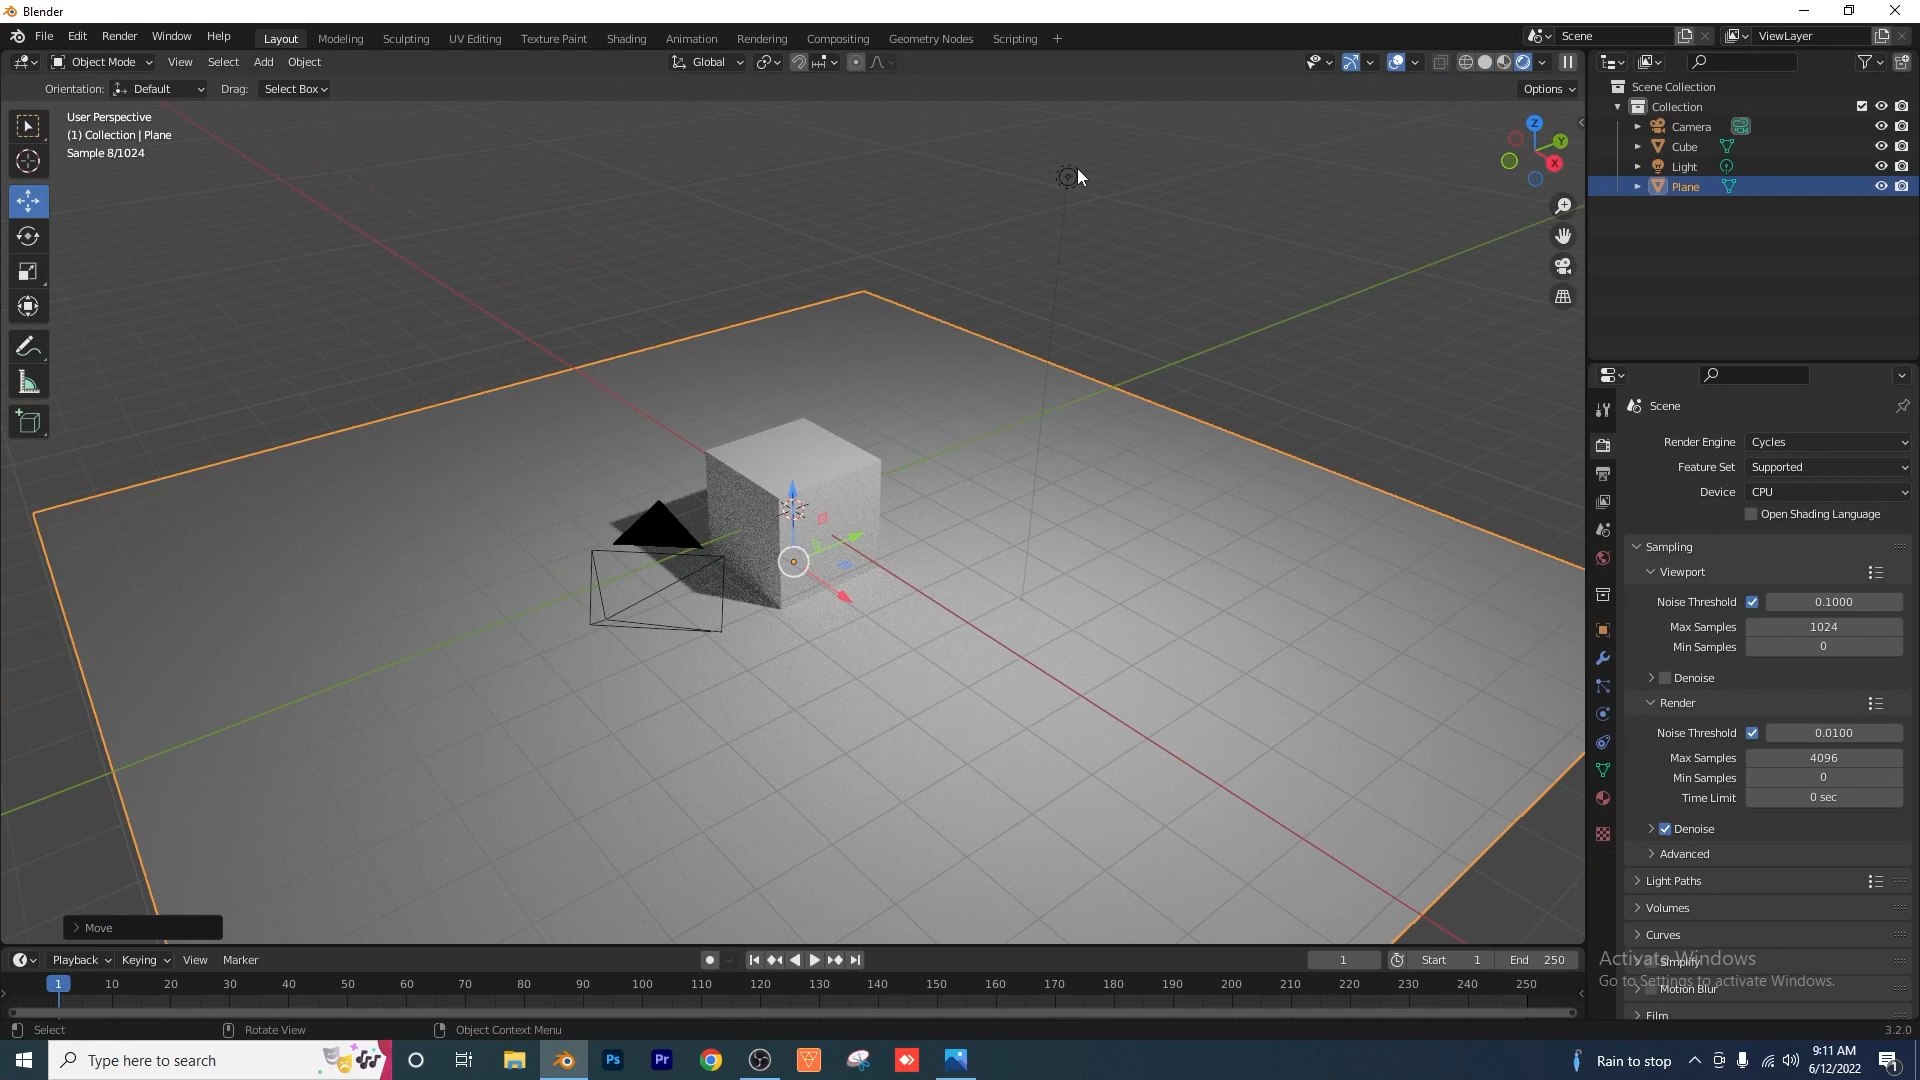 Blender
File Edit Render Window Help
Layout Modeling Sculpting UV Editing Texture Paint Shading Animation Rendering Compositing Geometry Nodes Scripting +
Scene
ViewLayer
Object Mode View Select Add Object
Global
Orientation: Default Drag: Select Box
Options
User Perspective
(1) Collection | Plane
Sample 8/1024
Z
Y
X
Scene Collection
Collection
Camera
Cube
Light
Plane
Scene
Render Engine Cycles
Feature Set Supported
Device CPU
Open Shading Language
Sampling
Viewport
Noise Threshold 0.1000
Max Samples 1024
Min Samples 0
Denoise
Render
Noise Threshold 0.0100
Max Samples 4096
Min Samples 0
Time Limit 0 sec
Denoise
Advanced
Light Paths
Volumes
Curves
Simplify
Motion Blur
Film
Activate Windows
Go to Settings to activate Windows.
Move
Playback Keying View Marker
1
Start 1
End 250
1 10 20 30 40 50 60 70 80 90 100 110 120 130 140 150 160 170 180 190 200 210 220 230 240 250
Select
Rotate View
Object Context Menu
3.2.0
Type here to search
Ps
Pr
Rain to stop
9:11 AM
6/12/2022
1